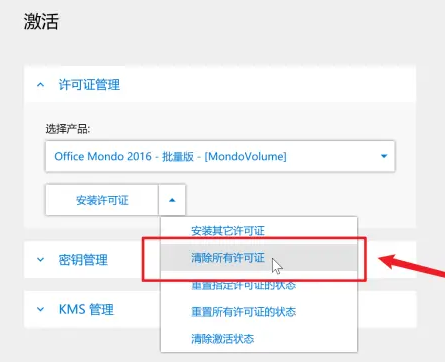 激活
许可证管理
选择产品:
Office Mondo 2016 - 批量版 - [MondoVolume]
安装许可证
安装其它许可证
清除所有许可证
重置指定许可证的状态
重置所有许可证的状态
清除激活状态
密钥管理
KMS 管理